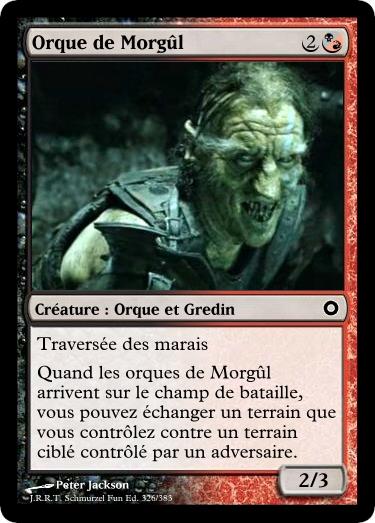 Orque de Morgûl 2
Créature : Orque et Gredin
Traversée des marais
Quand les orques de Morgûl
arrivent sur le champ de bataille,
vous pouvez échanger un terrain que
vous contrôlez contre un terrain
ciblé contrôlé par un adversaire.
2/3
Peter Jackson
J.R.R.T. Schmurzel Fun Ed. 326/383